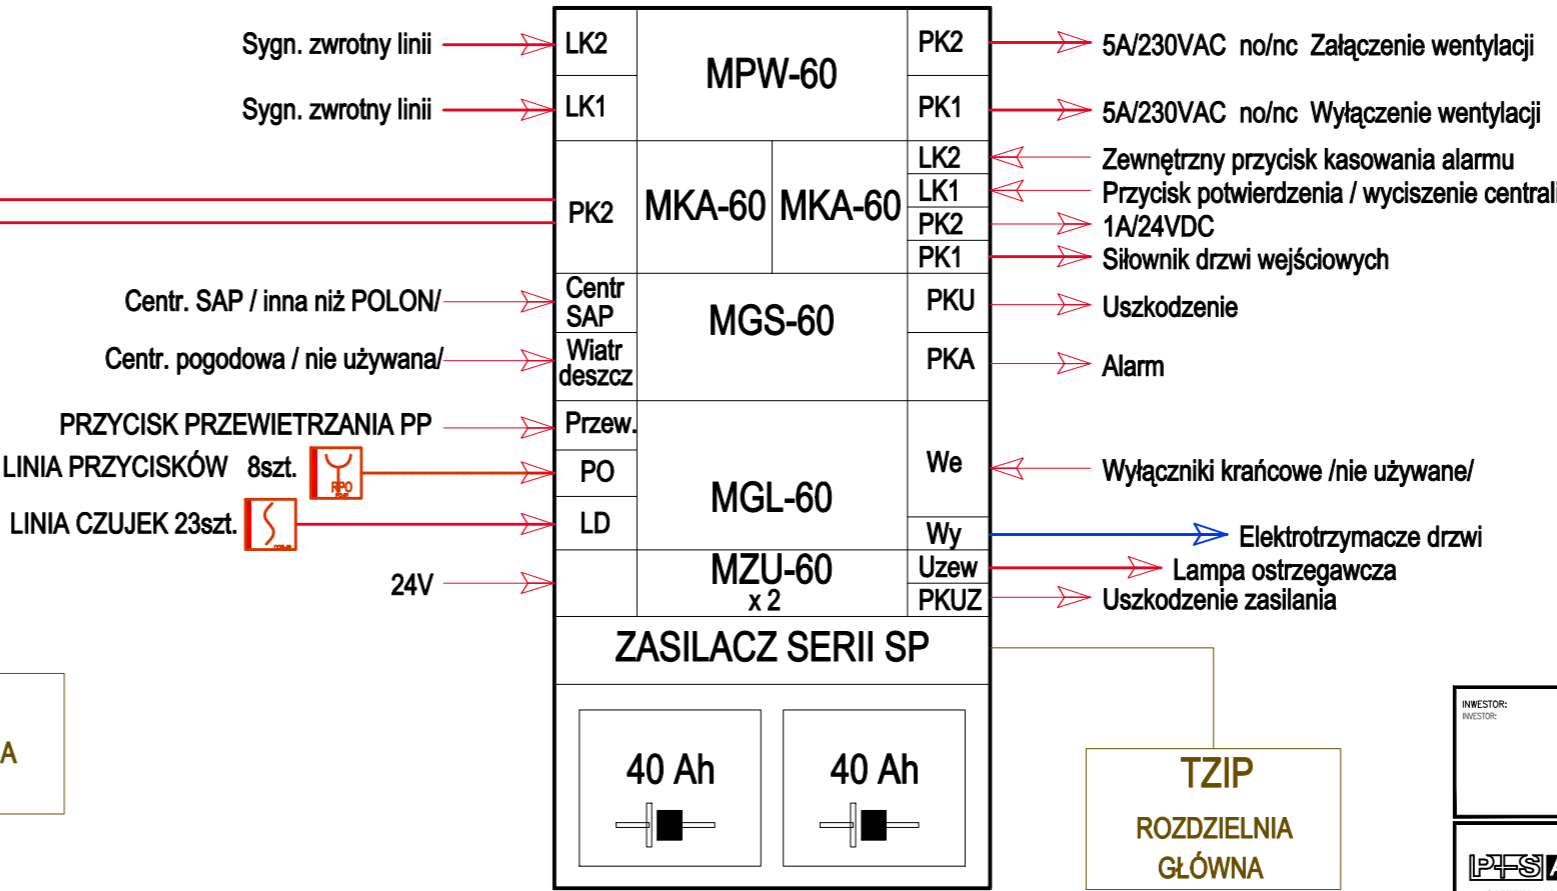 Sygn. zwrotny linii
LK2
MPW-60
PK2
5A/230VAC no/nc Załączenie wentylacji
Sygn. zwrotny linii
LK1
PK1
5A/230VAC no/nc Wyłączenie wentylacji
PK2
MKA-60
MKA-60
LK2
Zewnętrzny przycisk kasowania alarmu
LK1
Przycisk potwierdzenia / wyciszenie centrali
PK2
1A/24VDC
PK1
Siłownik drzwi wejściowych
Centr. SAP / inna niż POLON/
Centr
SAP
MGS-60
PKU
Uszkodzenie
Centr. pogodowa / nie używana/
Wiatr
deszcz
PKA
Alarm
PRZYCISK PRZEWIETRZANIA PP
Przew.
LINIA PRZYCISKÓW 8szt.
RPO
PO
MGL-60
We
Wyłączniki krańcowe /nie używane/
LINIA CZUJEK 23szt.
LD
Wy
Elektrotrzymacze drzwi
24V
MZU-60
x 2
Uzew
Lampa ostrzegawcza
PKUZ
Uszkodzenie zasilania
ZASILACZ SERII SP
40 Ah
40 Ah
A
TZIP
ROZDZIELNIA
GŁÓWNA
INWESTOR:
INVESTOR: